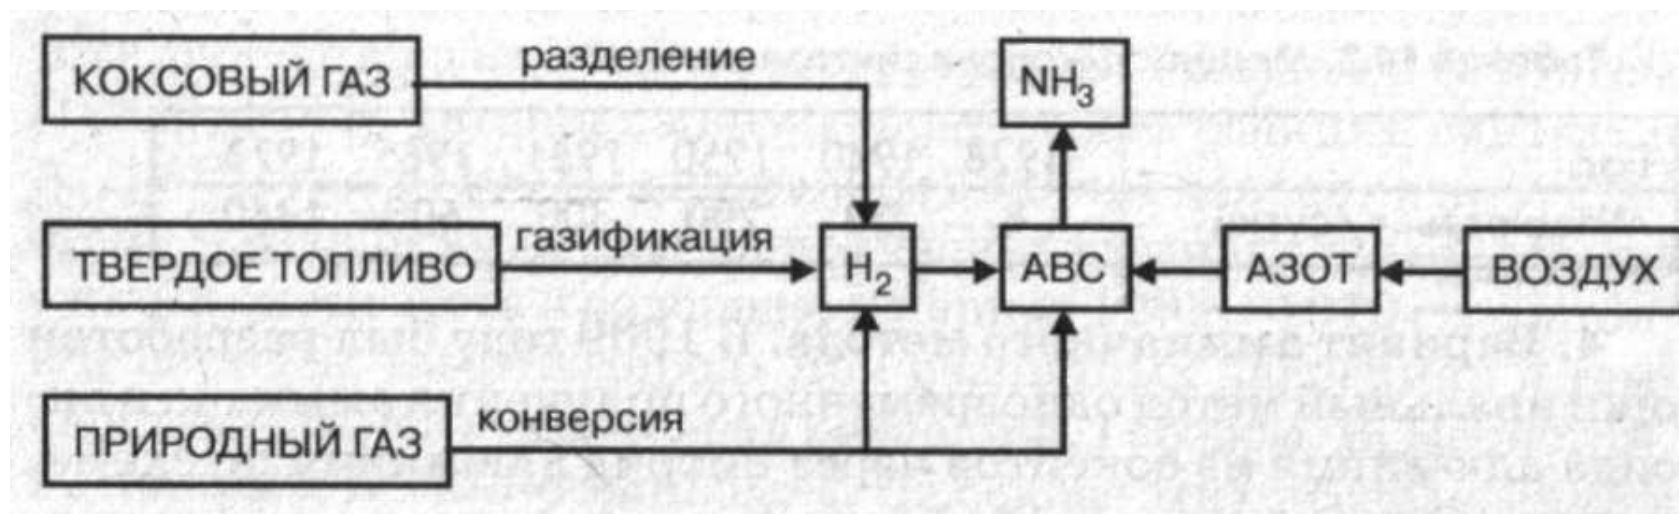 КОКСОВЫЙ ГАЗ
разделение
NH3
ТВЕРДОЕ ТОПЛИВО
газификация
H2
АВС
АЗОТ
ВОЗДУХ
ПРИРОДНЫЙ ГАЗ
конверсия